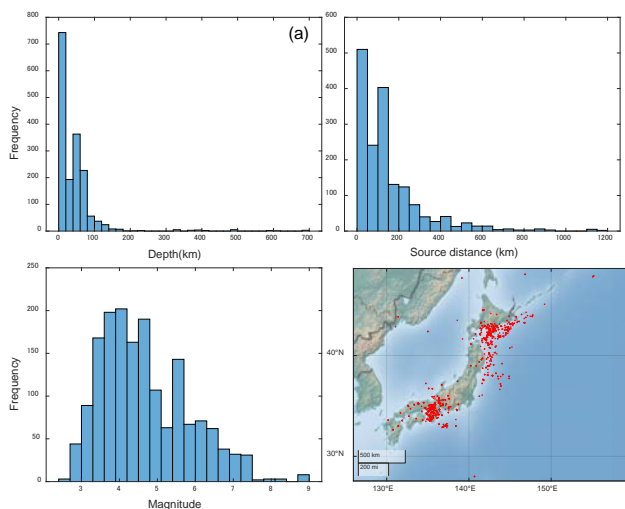 (a)
800
700
600
500
400
300
200
100
0
Frequency
0 100 200 300 400 500 600 700
Depth(km)
600
500
400
300
200
100
0
0 200 400 600 800 1000 1200
Source distance (km)
250
200
150
100
50
0
Frequency
3 4 5 6 7 8 9
Magnitude
40°N
30°N
500 km
200 mi
130°E 140°E 150°E